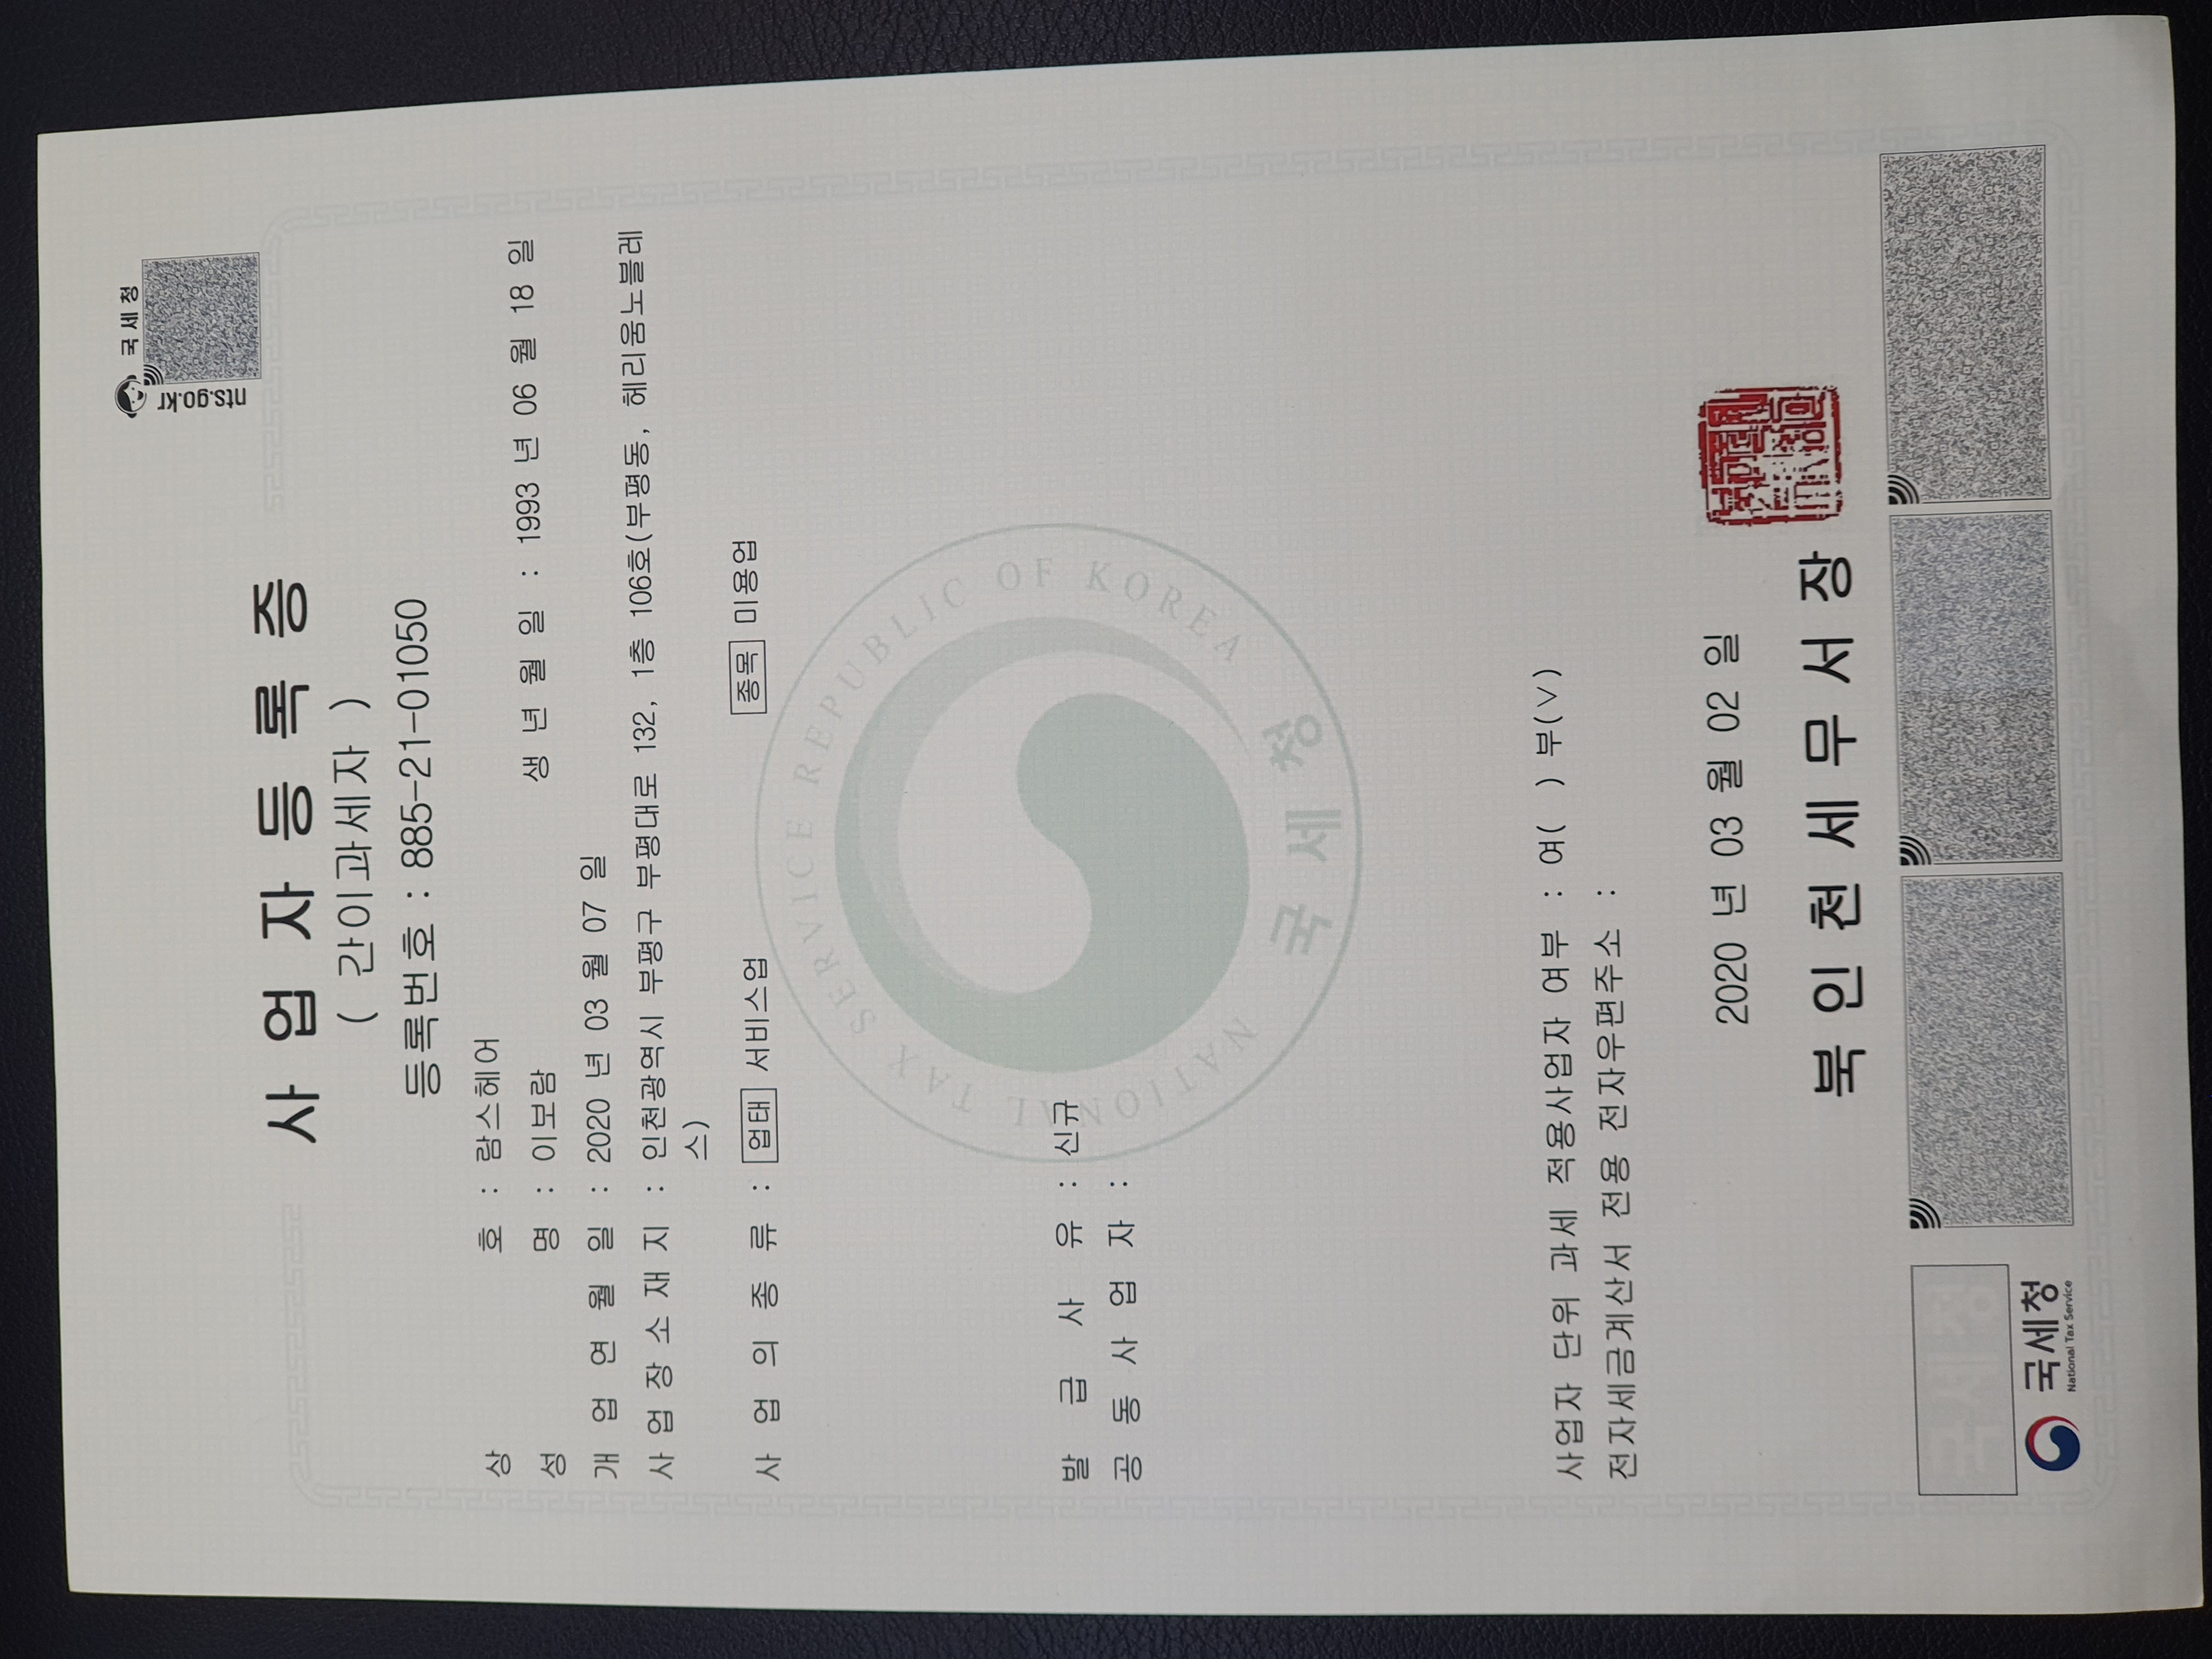 국세청
nts.go.kr
사업자등록증
( 간이과세자 )
등록번호 : 885-21-01050
상 호 : 람스헤어
성 명 : 이보람 생 년 월 일 : 1993 년 06 월 18 일
개 업 연 월 일 : 2020 년 03 월 07 일
사 업 장 소 재 지 : 인천광역시 부평구 부평대로 132, 1층 106호(부평동, 헤리움노블레
스)
사 업 의 종 류 : 업태 서비스업 종목 미용업
NATIONAL TAX SERVICE REPUBLIC OF KOREA
국세청
발 급 사 유 : 신규
공 동 사 업 자 :
사업자 단위 과세 적용사업자 여부 : 여( ) 부(∨)
전자세금계산서 전용 전자우편주소 :
2020 년 03 월 02 일
북인천세무서장
국세청
국세청
National Tax Service